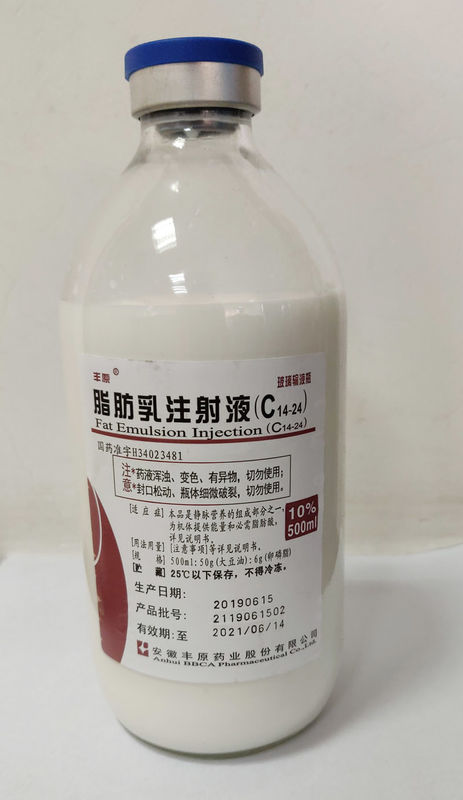 丰原®
玻璃输液瓶
脂肪乳注射液(C14-24)
Fat Emulsion Injection (C14-24)
国药准字H34023481
注*药液浑浊、变色、有异物,切勿使用;
意*封口松动、瓶体细微破裂,切勿使用。
10%
500ml
[适 应 症] 本品是静脉营养的组成部分之一,
为机体提供能量和必需脂肪酸,
详见说明书。
[用法用量] [注意事项]等详见说明书。
[规 格] 500ml:50g(大豆油):6g(卵磷脂)
[贮 藏] 25℃以下保存,不得冷冻。
生产日期: 20190615
产品批号: 2119061502
有效期:至 2021/06/14
安徽丰原药业股份有限公司
Anhui BBCA Pharmaceutical Co.,Ltd.